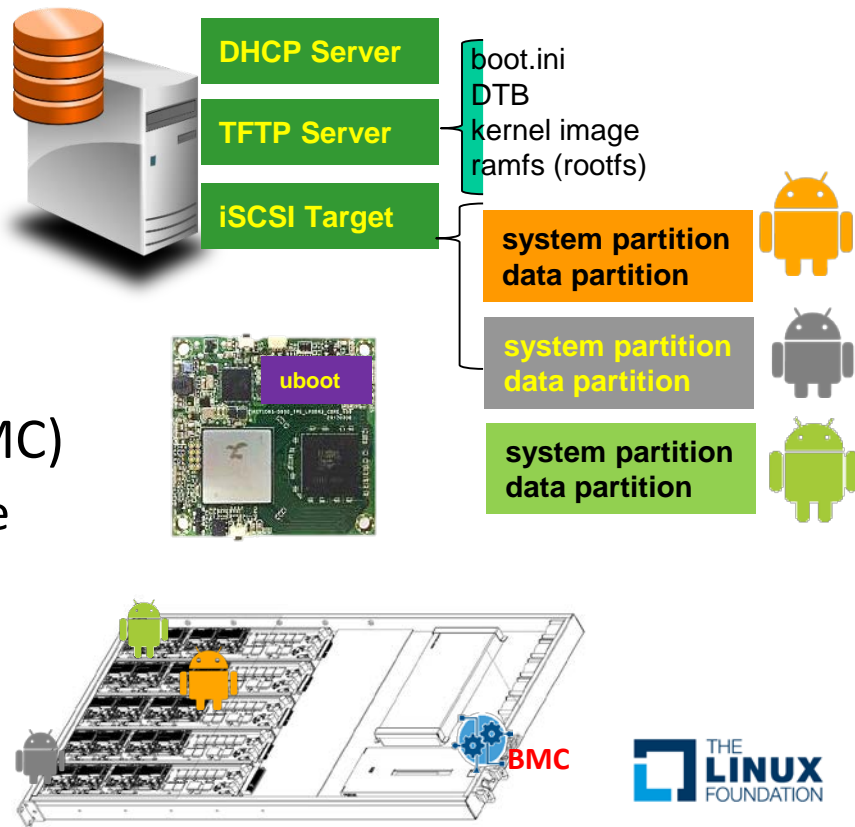 DHCP Server
TFTP Server
iSCSI Target
boot.ini
DTB
kernel image
ramfs (rootfs)
system partition
data partition
system partition
data partition
system partition
data partition
uboot
MC)
e
BMC
THE
LINUX
FOUNDATION